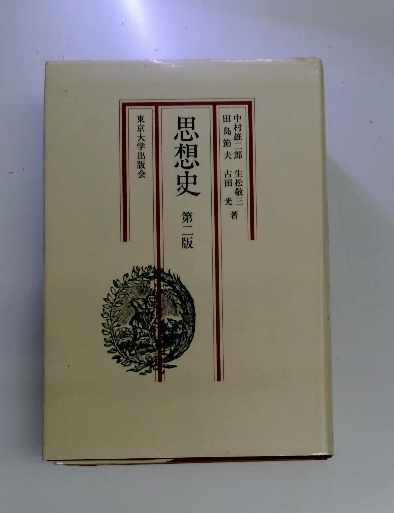 中村雄二郎 生松敬三
田島節夫 古田光 著
思想史 第二版
東京大学出版会